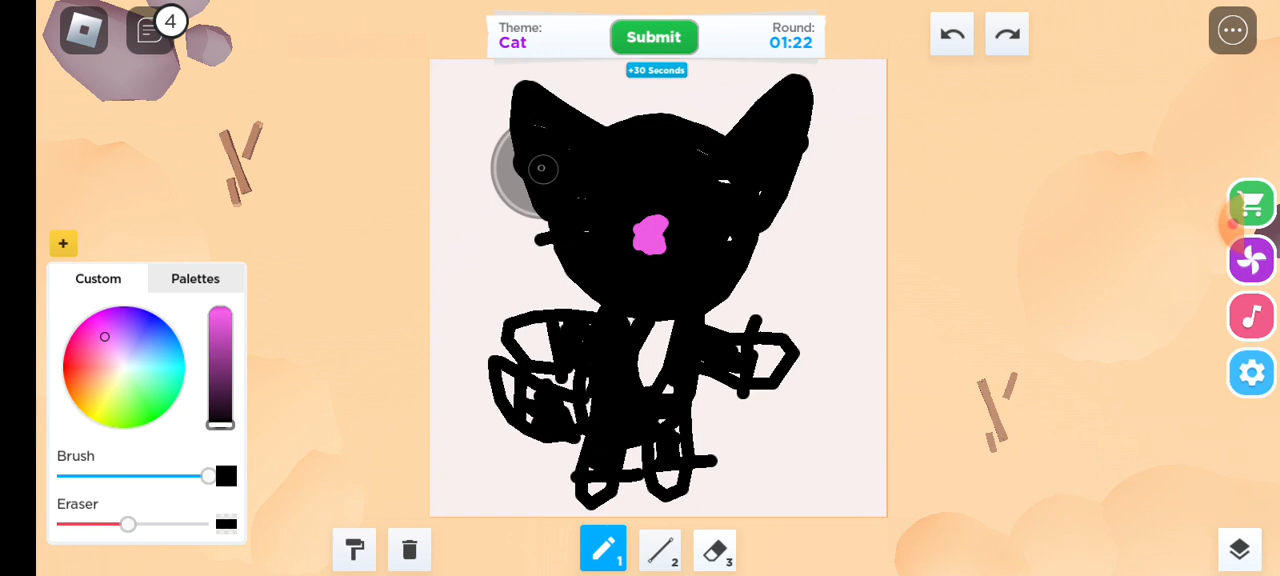 4
Theme:
Cat
Submit
Round:
01:22
+30 Seconds
+
Custom
Palettes
Brush
Eraser
1
2
3